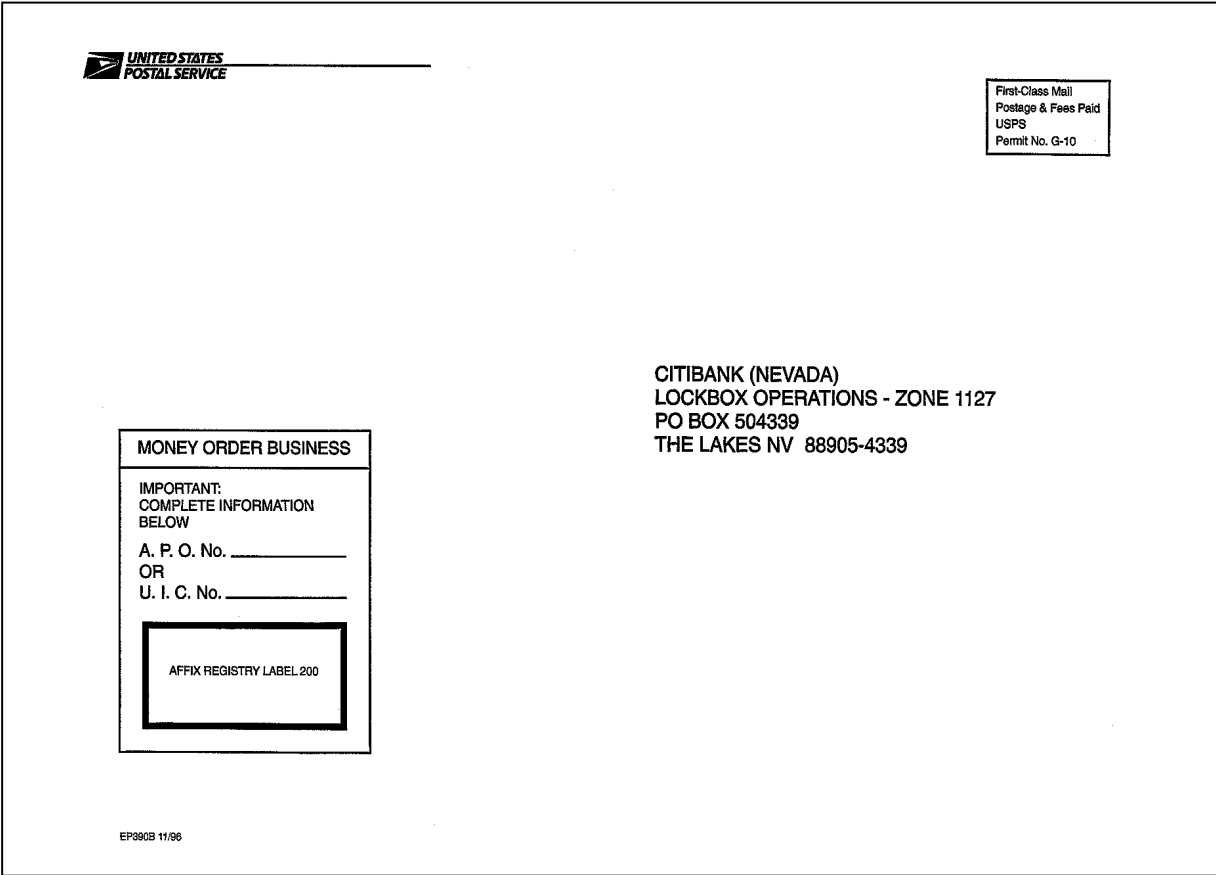 UNITED STATES
POSTAL SERVICE
First-Class Mail
Postage & Fees Paid
USPS
Permit No. G-10
CITIBANK (NEVADA)
LOCKBOX OPERATIONS - ZONE 1127
PO BOX 504339
THE LAKES NV 88905-4339
MONEY ORDER BUSINESS
IMPORTANT:
COMPLETE INFORMATION
BELOW
A. P. O. No.
OR
U. I. C. No.
AFFIX REGISTRY LABEL 200
EP390B 11/96